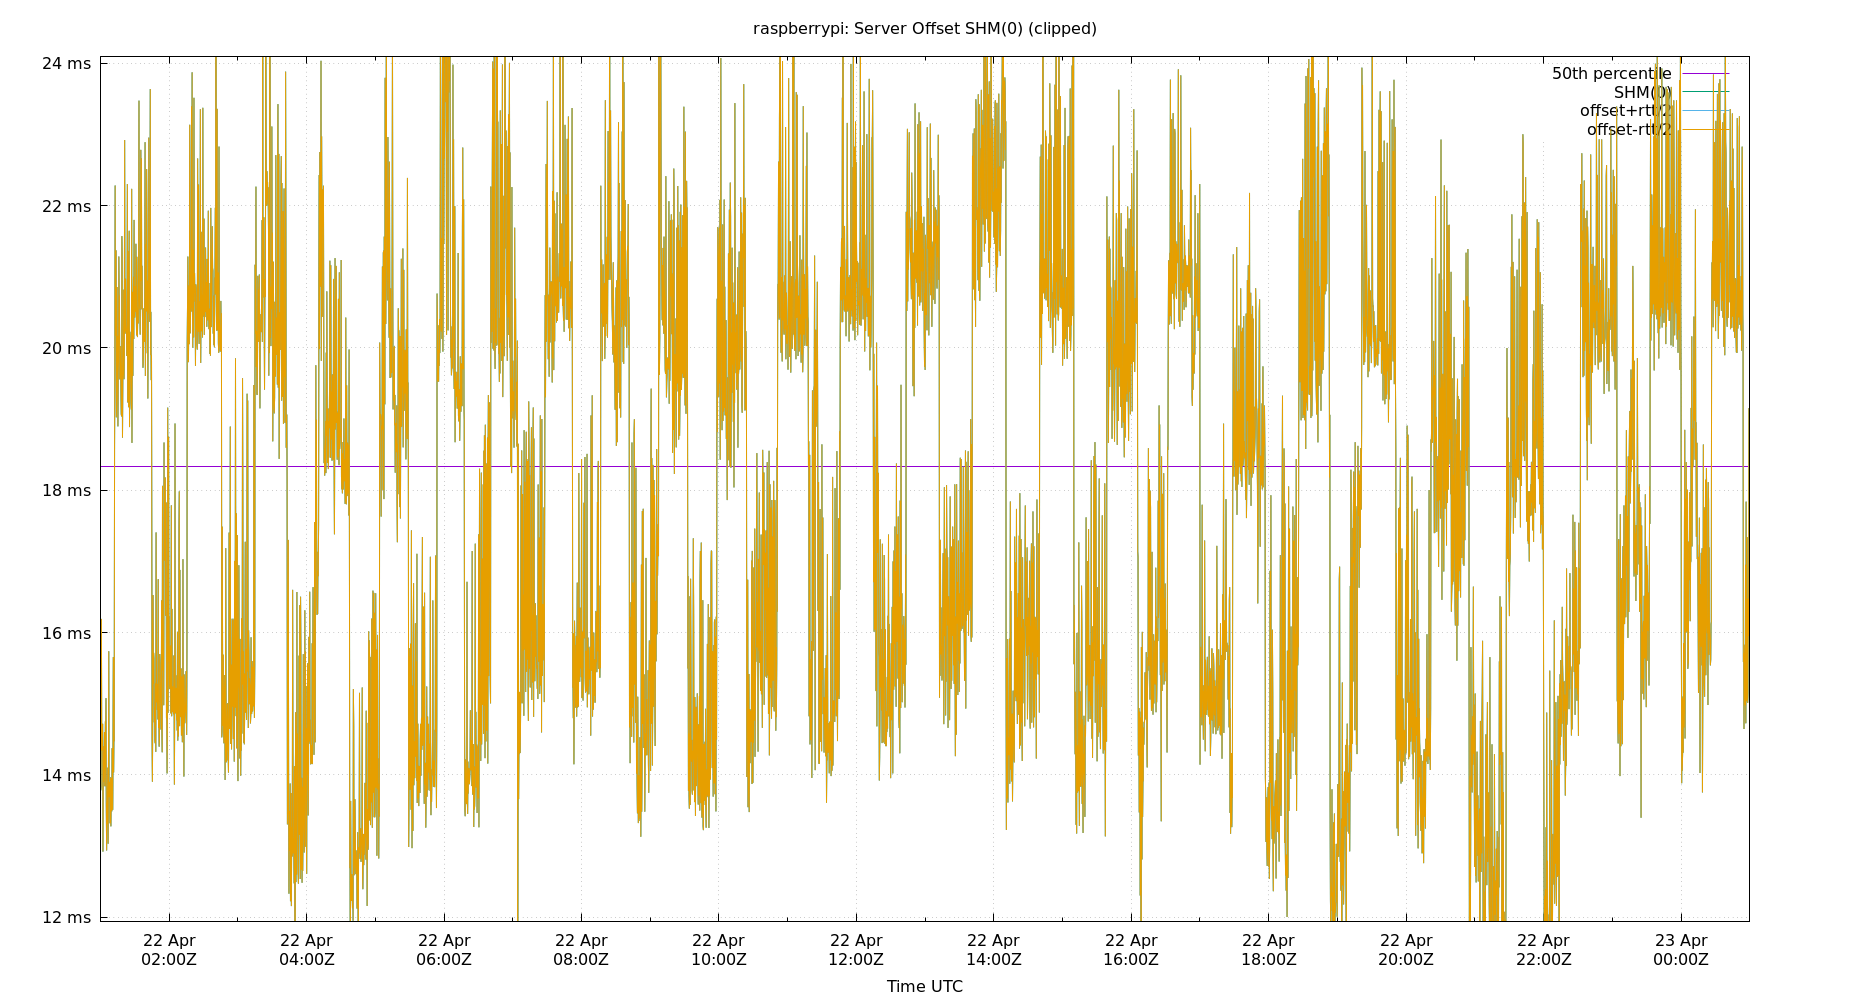 raspberrypi: Server Offset SHM(0) (clipped)
24 ms
22 ms
20 ms
18 ms
16 ms
14 ms
12 ms
50th percentile
SHM(0)
offset+rtt/2
offset-rtt/2
22 Apr 22 Apr 22 Apr 22 Apr 22 Apr 22 Apr 22 Apr 22 Apr 22 Apr 22 Apr 22 Apr 23 Apr
02:00Z 04:00Z 06:00Z 08:00Z 10:00Z 12:00Z 14:00Z 16:00Z 18:00Z 20:00Z 22:00Z 00:00Z
Time UTC